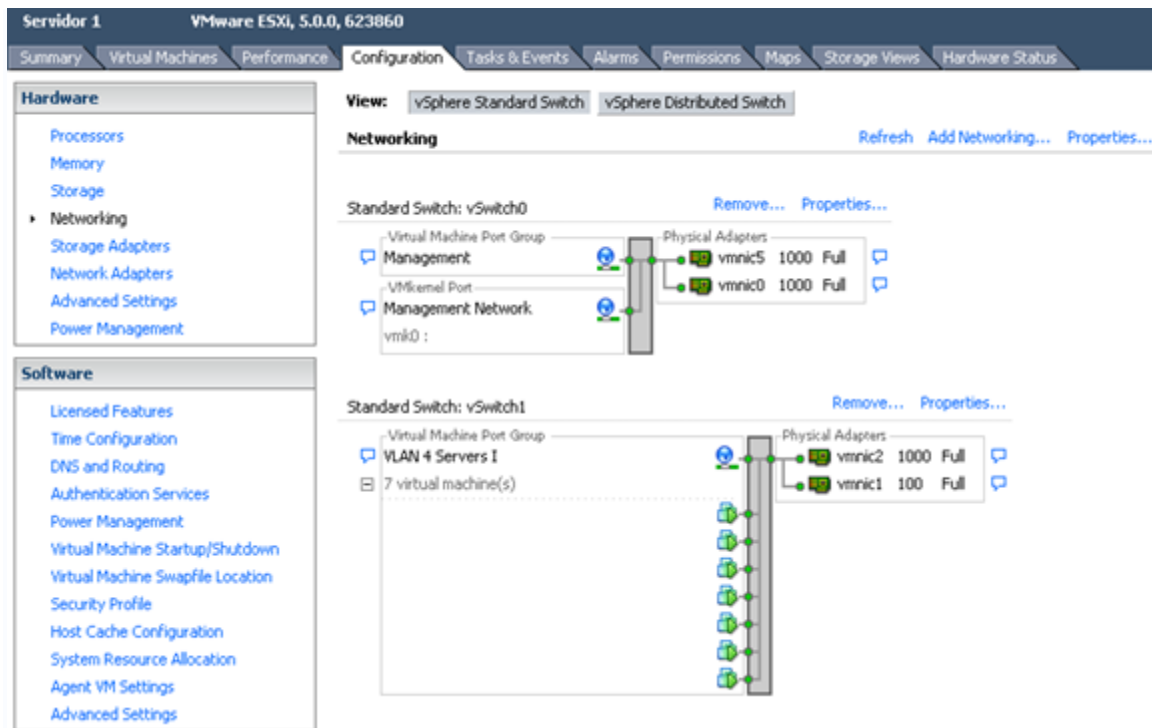 Servidor 1 VMware ESXi, 5.0.0, 623860
Summary Virtual Machines Performance Configuration Tasks & Events Alarms Permissions Maps Storage Views Hardware Status
Hardware
Processors
Memory
Storage
Networking
Storage Adapters
Network Adapters
Advanced Settings
Power Management
Software
Licensed Features
Time Configuration
DNS and Routing
Authentication Services
Power Management
Virtual Machine Startup/Shutdown
Virtual Machine Swapfile Location
Security Profile
Host Cache Configuration
System Resource Allocation
Agent VM Settings
Advanced Settings
View: vSphere Standard Switch vSphere Distributed Switch
Networking Refresh Add Networking... Properties...
Standard Switch: vSwitch0 Remove... Properties...
Virtual Machine Port Group Physical Adapters
Management vmnic5 1000 Full
VMkernel Port vmnic0 1000 Full
Management Network
vmk0 :
Standard Switch: vSwitch1 Remove... Properties...
Virtual Machine Port Group Physical Adapters
VLAN 4 Servers I vmnic2 1000 Full
7 virtual machine(s) vmnic1 100 Full